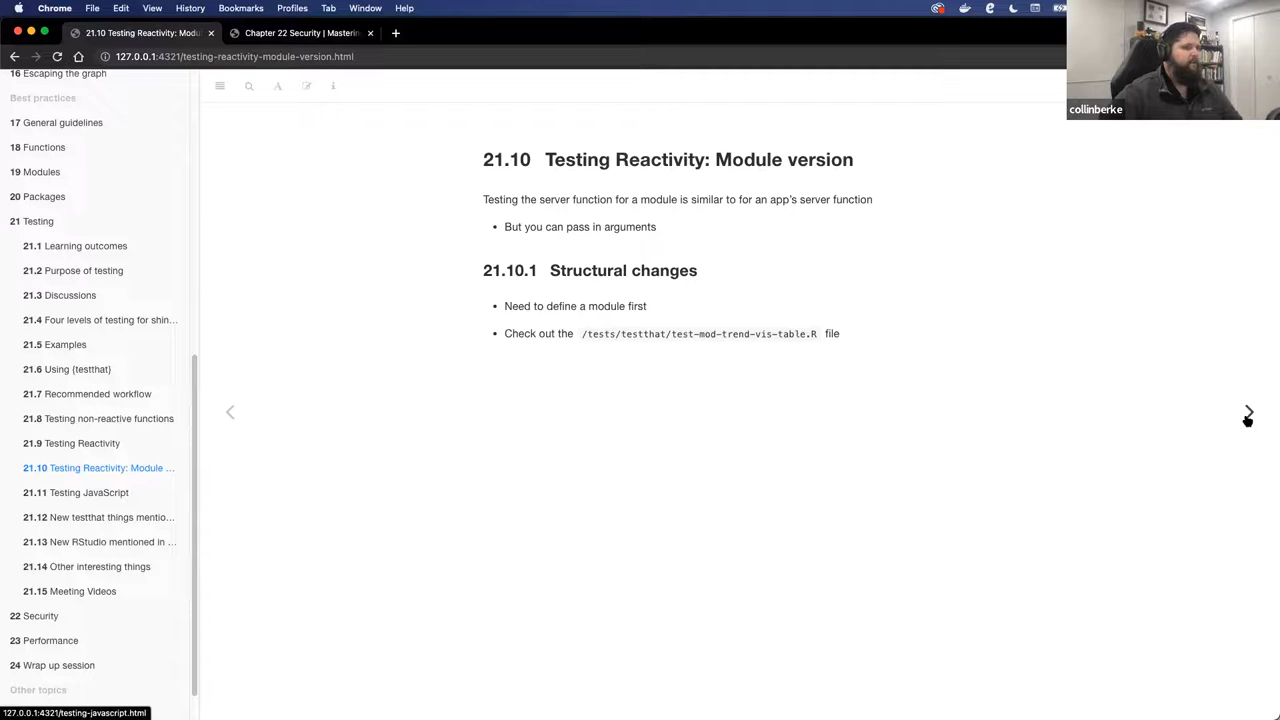 Chrome File Edit View History Bookmarks Profiles Tab Window Help
21.10 Testing Reactivity: Modu
Chapter 22 Security | Masterin
127.0.0.1:4321/testing-reactivity-module-version.html
collinberke
16 Escaping the graph
Best practices
17 General guidelines
18 Functions
19 Modules
20 Packages
21 Testing
21.1 Learning outcomes
21.2 Purpose of testing
21.3 Discussions
21.4 Four levels of testing for shin...
21.5 Examples
21.6 Using {testthat}
21.7 Recommended workflow
21.8 Testing non-reactive functions
21.9 Testing Reactivity
21.10 Testing Reactivity: Module ...
21.11 Testing JavaScript
21.12 New testthat things mentio...
21.13 New RStudio mentioned in ...
21.14 Other interesting things
21.15 Meeting Videos
22 Security
23 Performance
24 Wrap up session
Other topics
127.0.0.1:4321/testing-javascript.html
21.10 Testing Reactivity: Module version
Testing the server function for a module is similar to for an app's server function
• But you can pass in arguments
21.10.1 Structural changes
• Need to define a module first
• Check out the /tests/testthat/test-mod-trend-vis-table.R file